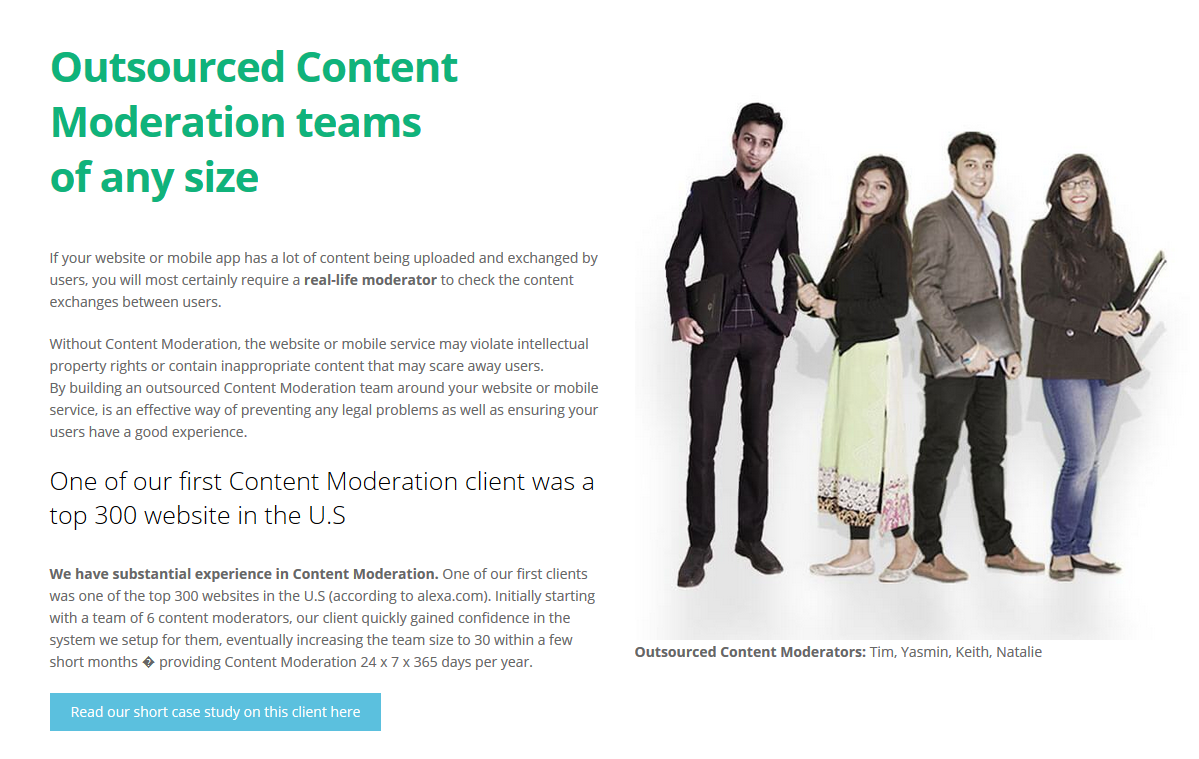 Outsourced Content
Moderation teams
of any size
If your website or mobile app has a lot of content being uploaded and exchanged by
users, you will most certainly require a real-life moderator to check the content
exchanges between users.
Without Content Moderation, the website or mobile service may violate intellectual
property rights or contain inappropriate content that may scare away users.
By building an outsourced Content Moderation team around your website or mobile
service, is an effective way of preventing any legal problems as well as ensuring your
users have a good experience.
One of our first Content Moderation client was a
top 300 website in the U.S
We have substantial experience in Content Moderation. One of our first clients
was one of the top 300 websites in the U.S (according to alexa.com). Initially starting
with a team of 6 content moderators, our client quickly gained confidence in the
system we setup for them, eventually increasing the team size to 30 within a few
short months � providing Content Moderation 24 x 7 x 365 days per year.
Read our short case study on this client here
Outsourced Content Moderators: Tim, Yasmin, Keith, Natalie